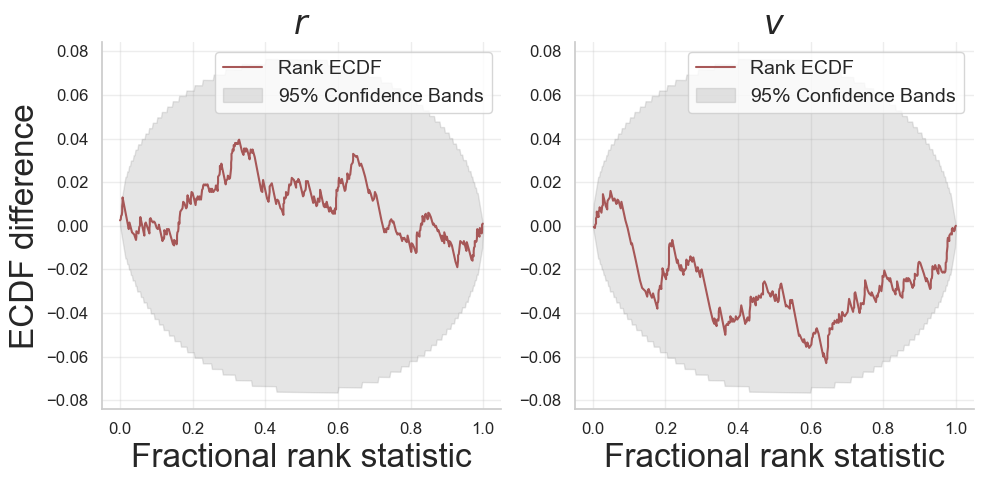 r
0.08
0.06
0.04
0.02
0.00
−0.02
−0.04
−0.06
−0.08
0.0 0.2 0.4 0.6 0.8 1.0
ECDF difference
Fractional rank statistic
Rank ECDF
95% Confidence Bands
v
0.08
0.06
0.04
0.02
0.00
−0.02
−0.04
−0.06
−0.08
0.0 0.2 0.4 0.6 0.8 1.0
Fractional rank statistic
Rank ECDF
95% Confidence Bands